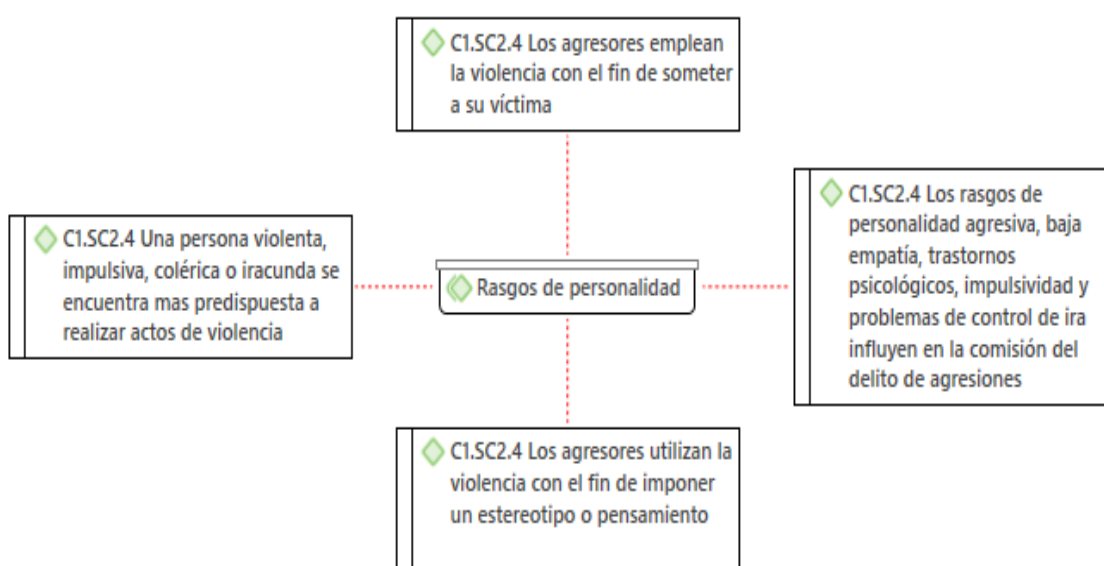 C1.SC2.4 Los agresores emplean
la violencia con el fin de someter
a su víctima
C1.SC2.4 Una persona violenta,
impulsiva, colérica o iracunda se
encuentra mas predispuesta a
realizar actos de violencia
Rasgos de personalidad
C1.SC2.4 Los rasgos de
personalidad agresiva, baja
empatía, trastornos
psicológicos, impulsividad y
problemas de control de ira
influyen en la comisión del
delito de agresiones
C1.SC2.4 Los agresores utilizan la
violencia con el fin de imponer
un estereotipo o pensamiento